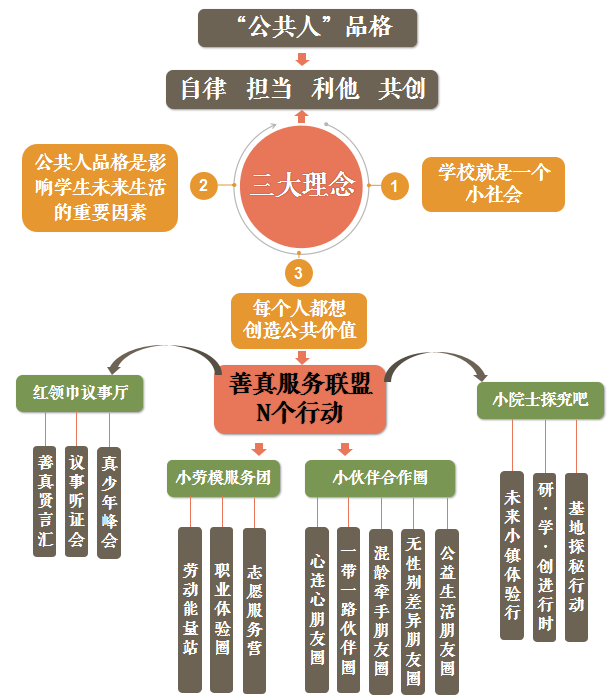 “公共人”品格
自律 担当 利他 共创
三大理念
1
学校就是一个
小社会
2
公共人品格是影
响学生未来生活
的重要因素
3
每个人都想
创造公共价值
善真服务联盟
N个行动
红领巾议事厅
善真贤言汇
议事听证会
真少年峰会
小劳模服务团
劳动能量站
职业体验圈
志愿服务营
小伙伴合作圈
心连心朋友圈
一带一路伙伴圈
混龄牵手朋友圈
无性别差异朋友圈
公益生活朋友圈
小院士探究吧
未来小镇体验行
研·学·创进行时
基地探秘行动